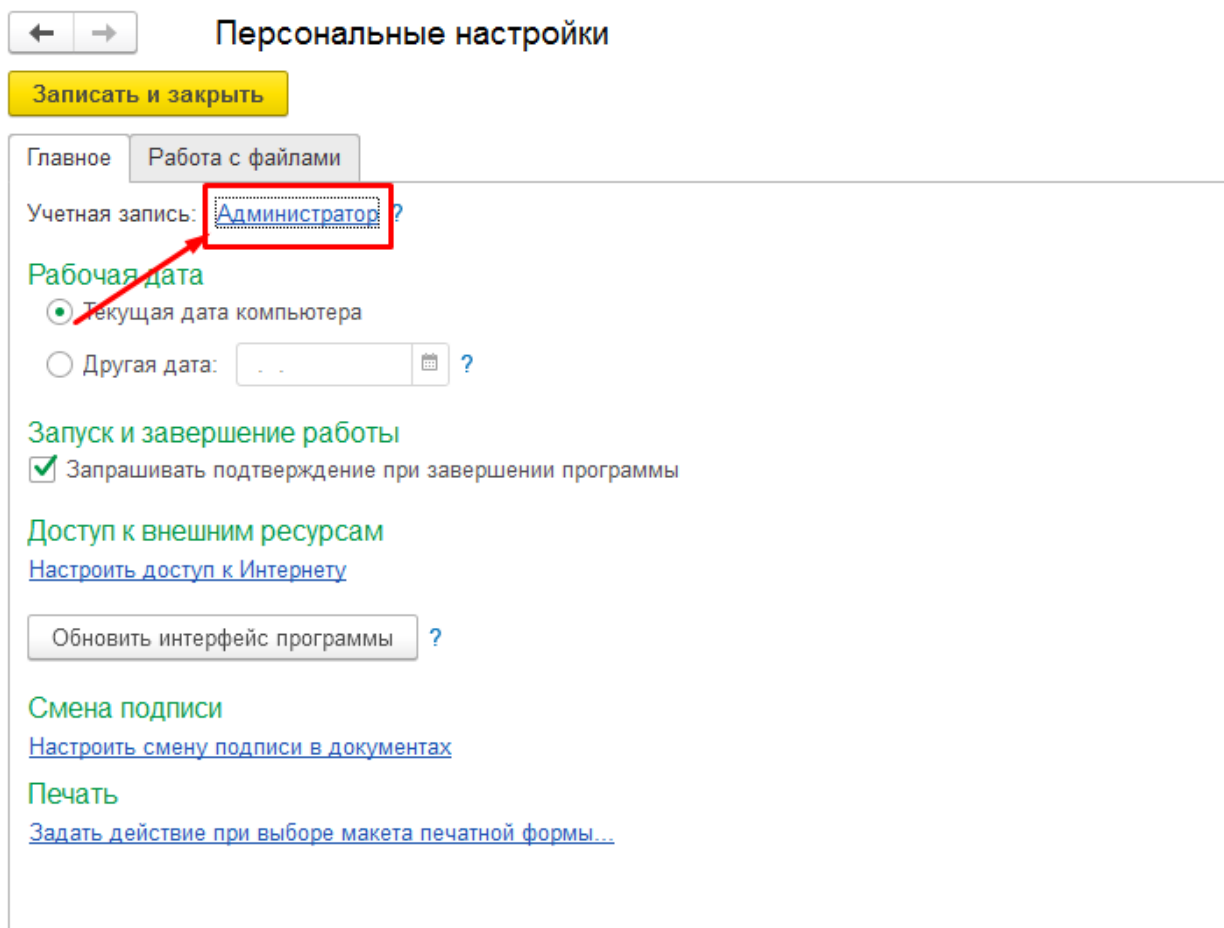 Персональные настройки
Записать и закрыть
Главное Работа с файлами
Учетная запись: Администратор ?
Рабочая дата
Текущая дата компьютера
Другая дата: . . ?
Запуск и завершение работы
Запрашивать подтверждение при завершении программы
Доступ к внешним ресурсам
Настроить доступ к Интернету
Обновить интерфейс программы ?
Смена подписи
Настроить смену подписи в документах
Печать
Задать действие при выборе макета печатной формы...